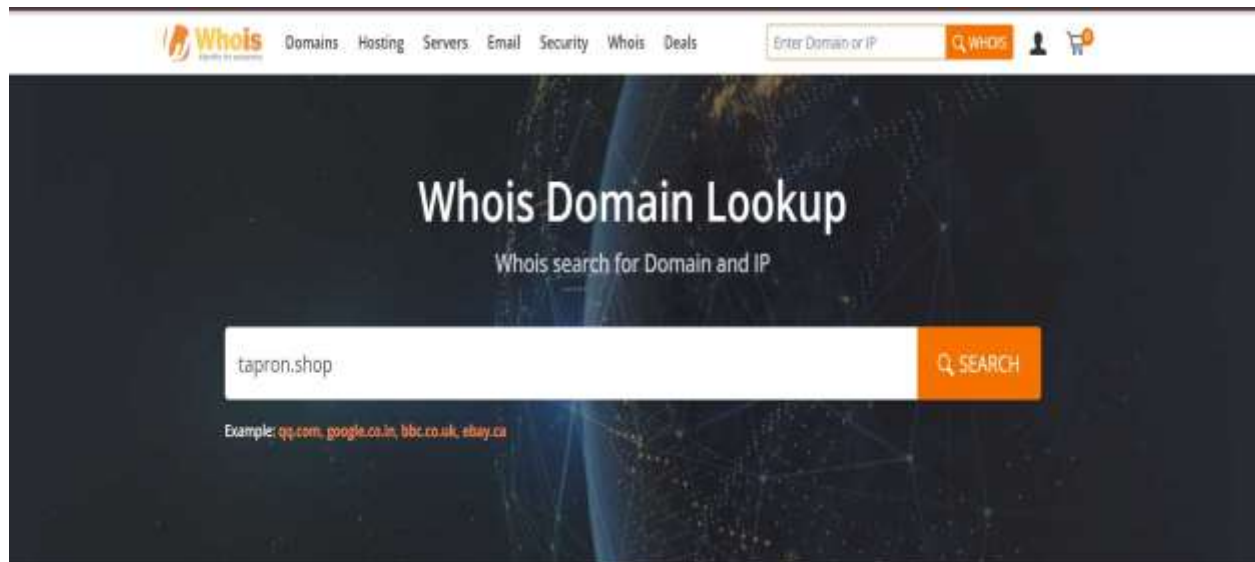 Whois
Domains Hosting Servers Email Security Whois Deals
Enter Domain or IP
WHOIS
0
Whois Domain Lookup
Whois search for Domain and IP
tapron.shop
SEARCH
Example: qq.com, google.co.in, bbc.co.uk, ebay.ca